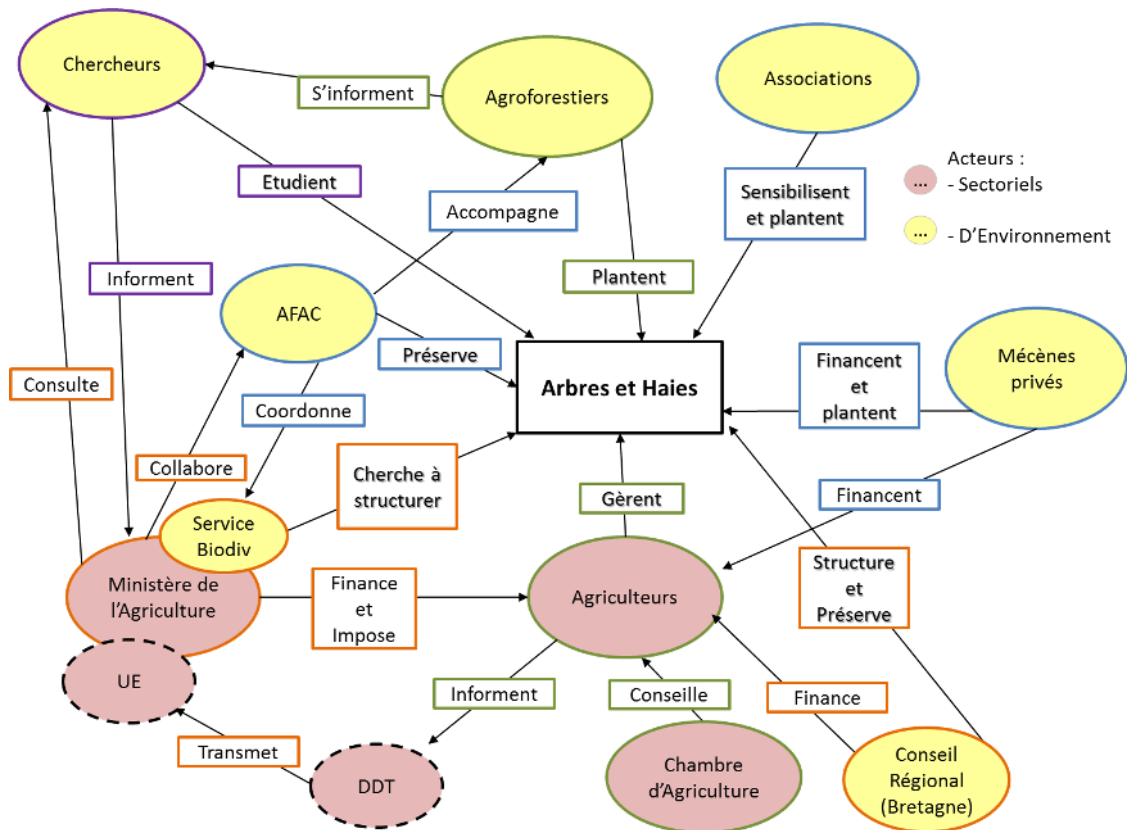 Chercheurs
S'informent
Agroforestiers
Associations
Acteurs :
... - Sectoriels
... - D'Environnement
Etudient
Accompagne
Sensibilisent
et plantent
Informent
Plantent
AFAC
Préserve
Arbres et Haies
Financent
et
plantent
Mécènes
privés
Consulte
Coordonne
Collabore
Cherche à
structurer
Gèrent
Financent
Service
Biodiv
Ministère de
l'Agriculture
Finance
et
Impose
Agriculteurs
Structure
et
Préserve
UE
Informent
Conseille
Finance
Transmet
DDT
Chambre
d'Agriculture
Conseil
Régional
(Bretagne)